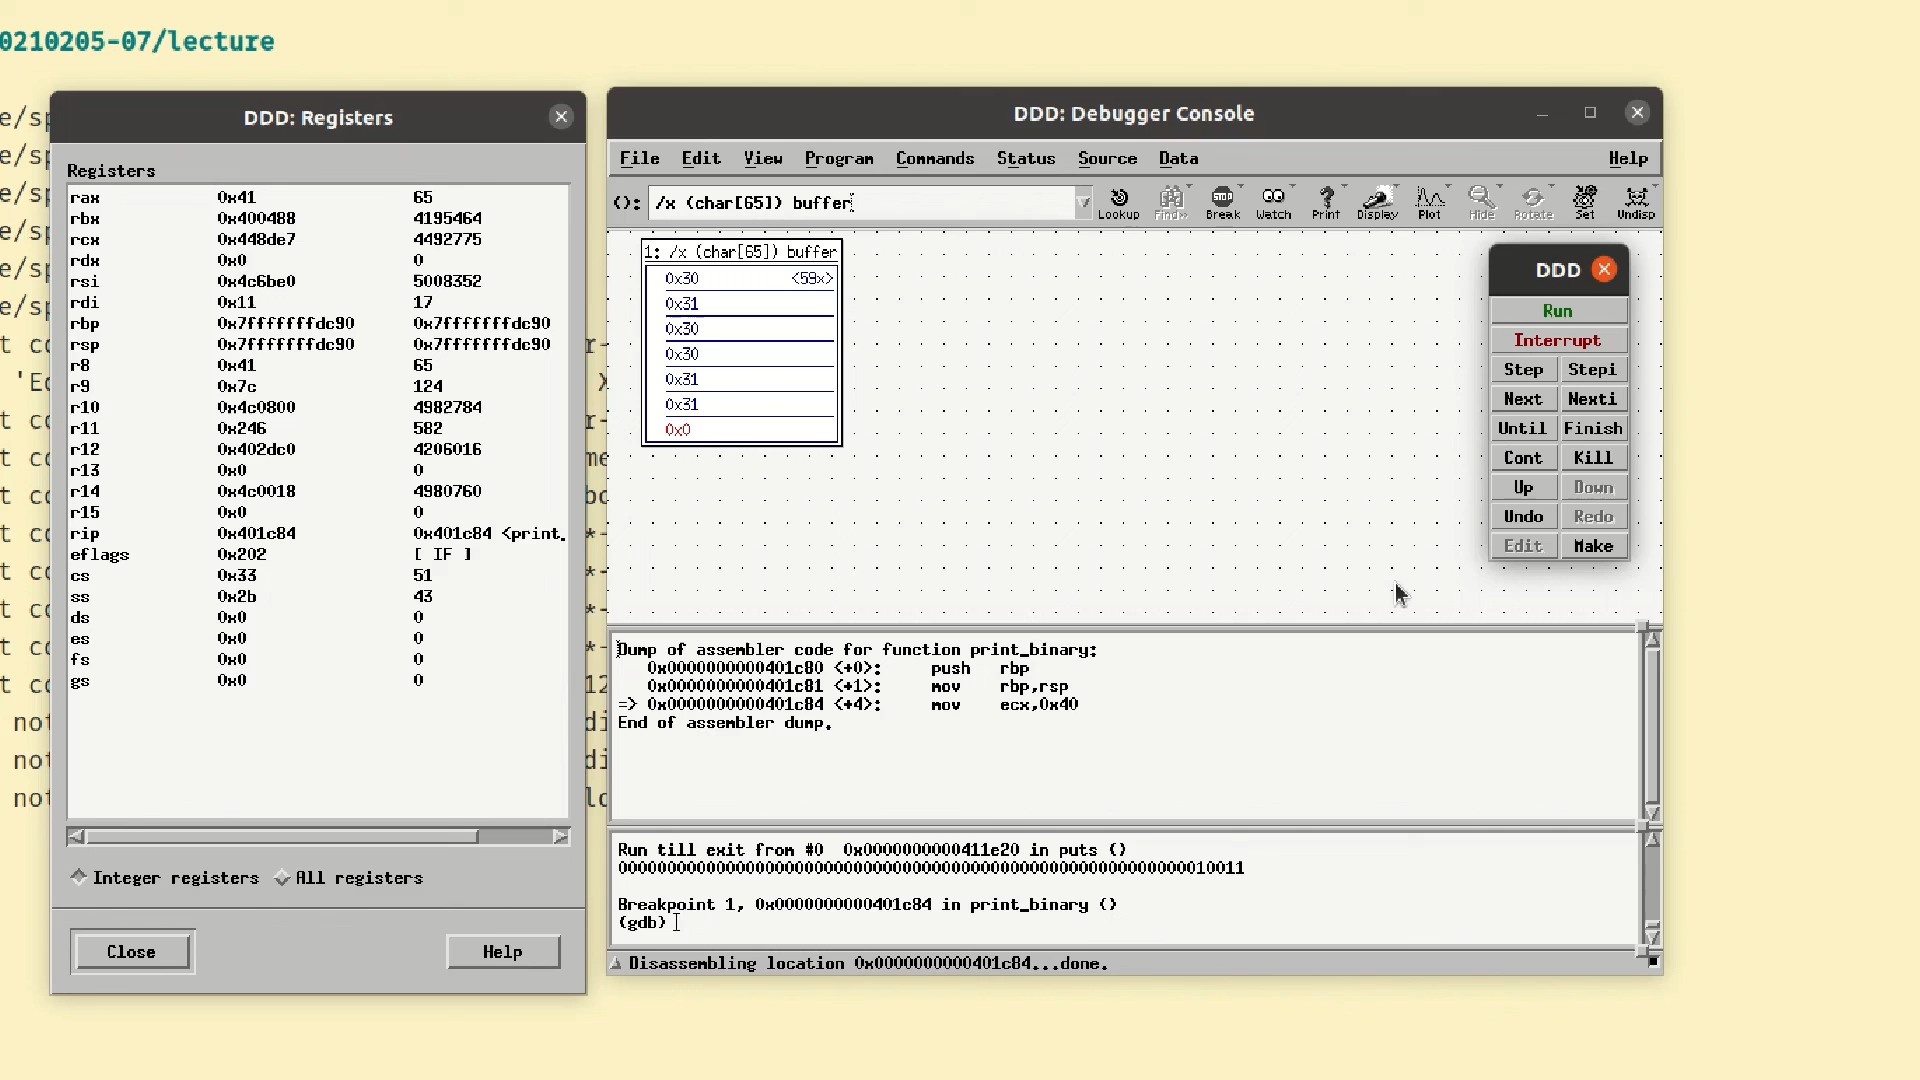 0210205-07/lecture
DDD: Registers
Registers
rax 0x41 65
rbx 0x400488 4195464
rcx 0x448de7 4492775
rdx 0x0 0
rsi 0x4c6be0 5008352
rdi 0x11 17
rbp 0x7fffffffdc90 0x7fffffffdc90
rsp 0x7fffffffdc90 0x7fffffffdc90
r8 0x41 65
r9 0x7c 124
r10 0x4c0800 4982784
r11 0x246 582
r12 0x402dc0 4206016
r13 0x0 0
r14 0x4c0018 4980760
r15 0x0 0
rip 0x401c84 0x401c84 <print.
eflags 0x202 [ IF ]
cs 0x33 51
ss 0x2b 43
ds 0x0 0
es 0x0 0
fs 0x0 0
gs 0x0 0
Integer registers All registers
Close Help
DDD: Debugger Console
File Edit View Program Commands Status Source Data Help
(): /x (char[65]) buffer
Lookup Find» Break Watch Print Display Plot Hide Rotate Set Undisp
1: /x (char[65]) buffer
0x30 <59x>
0x31
0x30
0x30
0x31
0x31
0x0
DDD
Run
Interrupt
Step Stepi
Next Nexti
Until Finish
Cont Kill
Up Down
Undo Redo
Edit Make
Dump of assembler code for function print_binary:
0x0000000000401c80 <+0>: push rbp
0x0000000000401c81 <+1>: mov rbp,rsp
=> 0x0000000000401c84 <+4>: mov ecx,0x40
End of assembler dump.
Run till exit from #0 0x0000000000411e20 in puts ()
0000000000000000000000000000000000000000000000000000000000010011
Breakpoint 1, 0x0000000000401c84 in print_binary ()
(gdb)
Disassembling location 0x0000000000401c84...done.